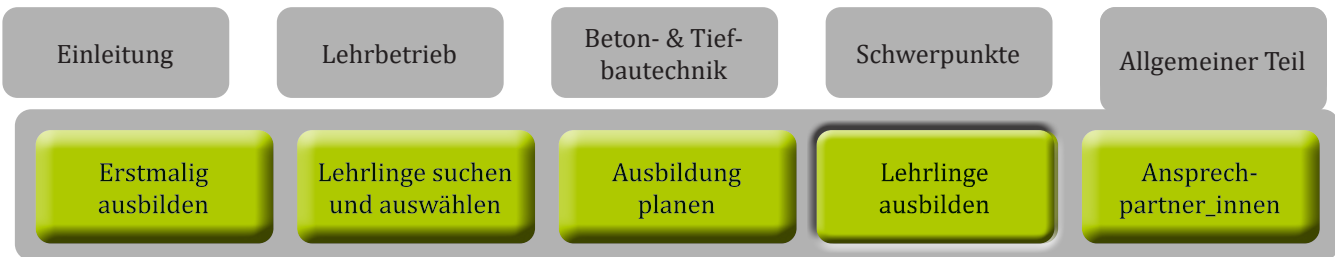 Einleitung
Lehrbetrieb
Beton- & Tief-
bautechnik
Schwerpunkte
Allgemeiner Teil
Erstmalig
ausbilden
Lehrlinge suchen
und auswählen
Ausbildung
planen
Lehrlinge
ausbilden
Ansprech-
partner_innen